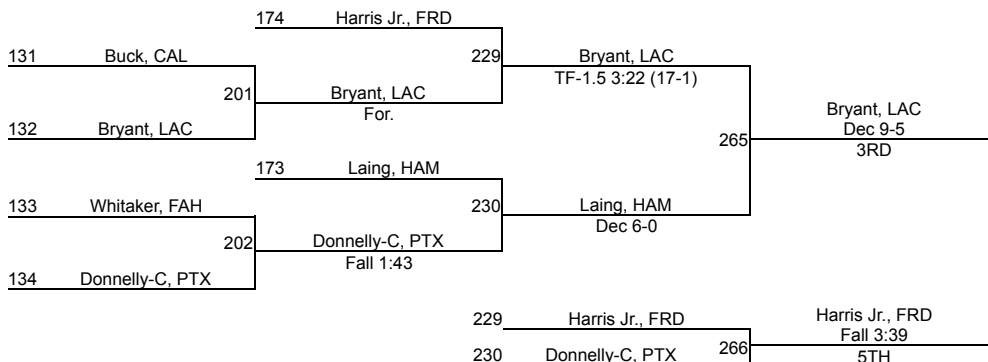 174 Harris Jr., FRD
131 Buck, CAL
229 Bryant, LAC
TF-1.5 3:22 (17-1)
201 Bryant, LAC
For.
132 Bryant, LAC
265 Bryant, LAC
Dec 9-5
3RD
173 Laing, HAM
133 Whitaker, FAH
230 Laing, HAM
Dec 6-0
202 Donnelly-C, PTX
Fall 1:43
134 Donnelly-C, PTX
229 Harris Jr., FRD
266 Harris Jr., FRD
Fall 3:39
5TH
230 Donnelly-C, PTX